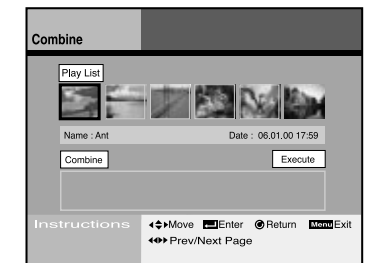 Combine
Play List
Name : Ant Date : 06.01.00 17:59
Combine Execute
Instructions Move Enter Return Menu Exit
Prev/Next Page